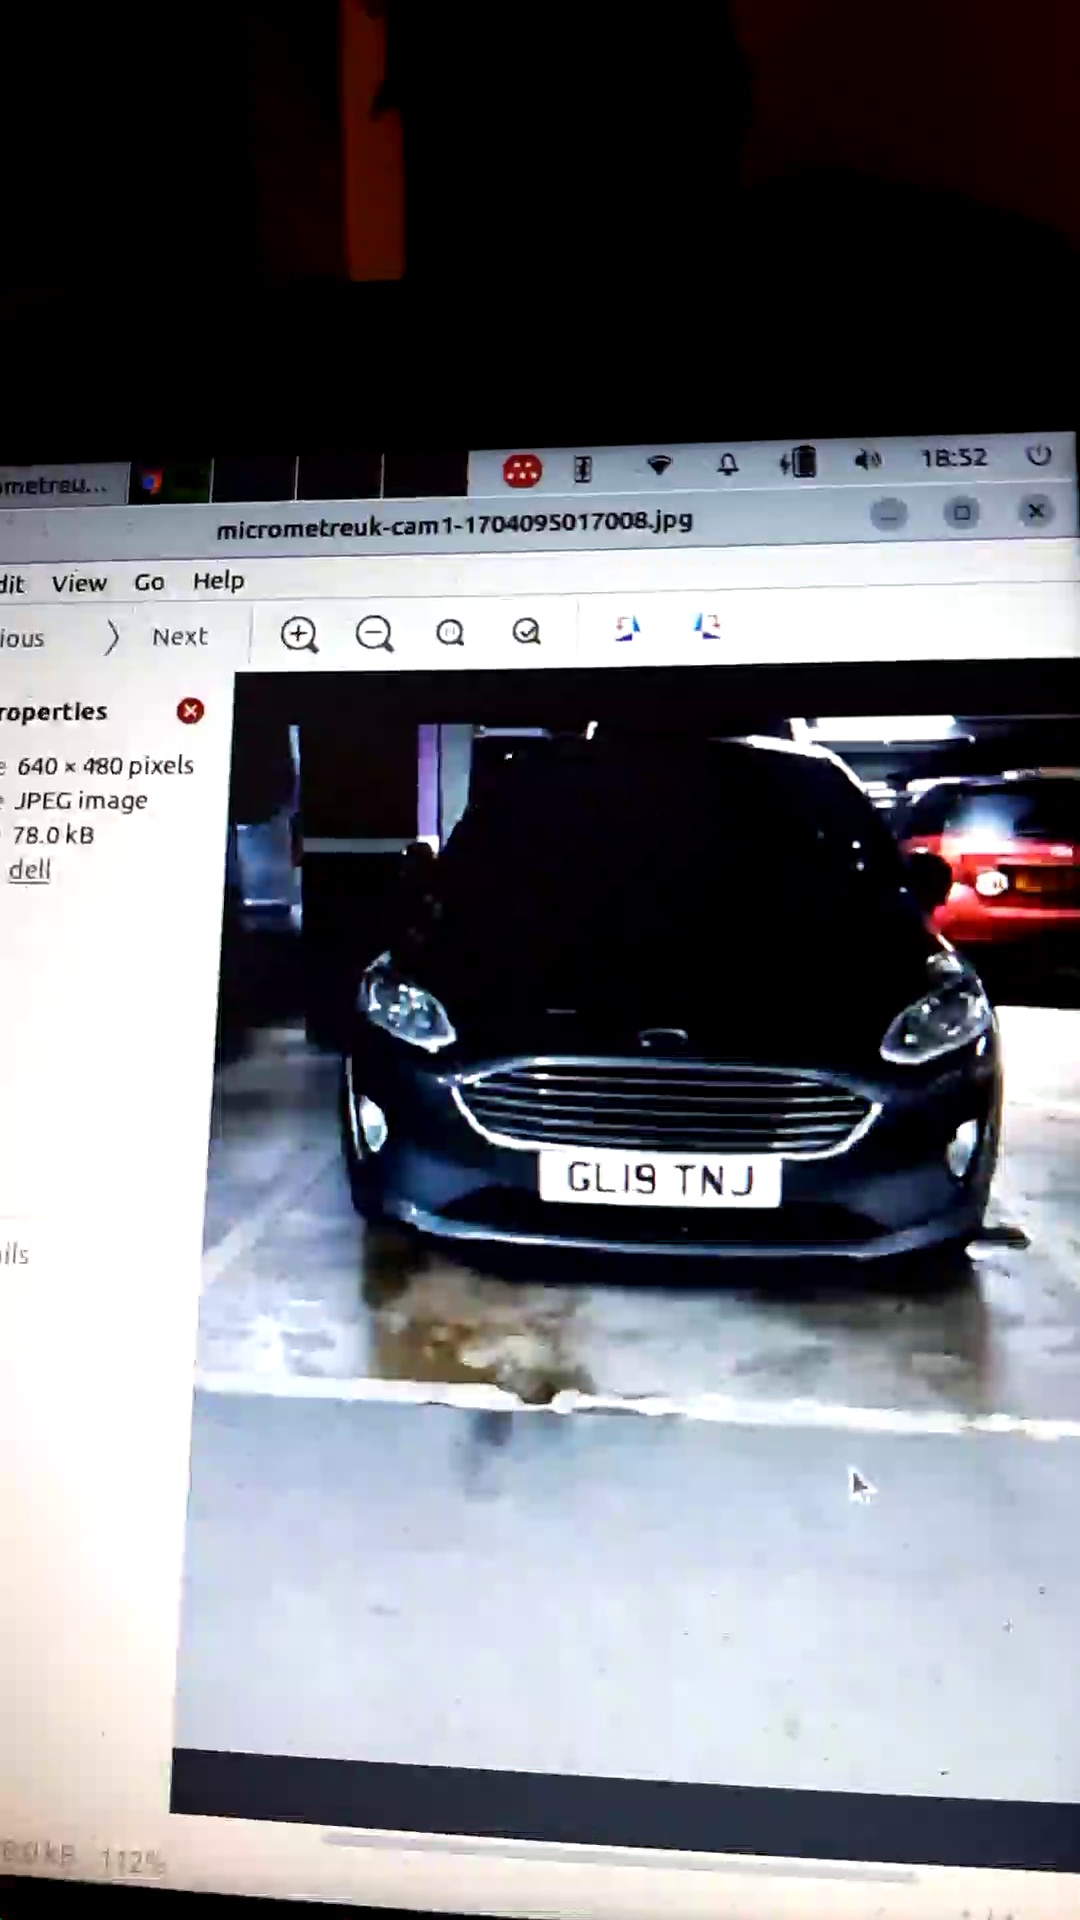 ometreu...
18:52
micrometreuk-cam1-1704095017008.jpg
dit View Go Help
ious Next
roperties
e 640 × 480 pixels
e JPEG image
78.0 kB
dell
GL19 TNJ
ils
112%